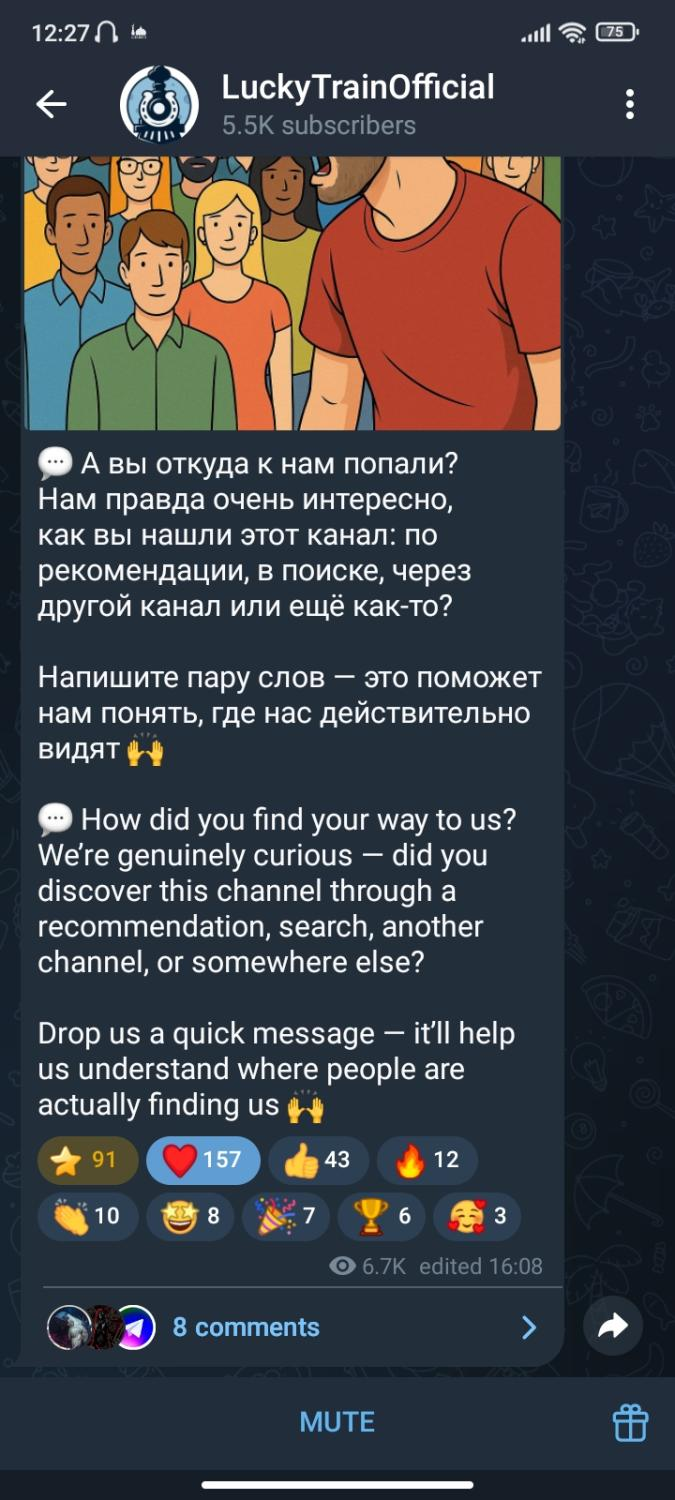 12:27
75
LuckyTrainOfficial
5.5K subscribers
💬 А вы откуда к нам попали?
Нам правда очень интересно,
как вы нашли этот канал: по
рекомендации, в поиске, через
другой канал или ещё как-то?
Напишите пару слов — это поможет
нам понять, где нас действительно
видят 🙌
💬 How did you find your way to us?
We’re genuinely curious — did you
discover this channel through a
recommendation, search, another
channel, or somewhere else?
Drop us a quick message — it’ll help
us understand where people are
actually finding us 🙌
⭐ 91 ❤️ 157 👍 43 🔥 12
👏 10 🤩 8 🎉 7 🏆 6 🥰 3
6.7K edited 16:08
8 comments
MUTE